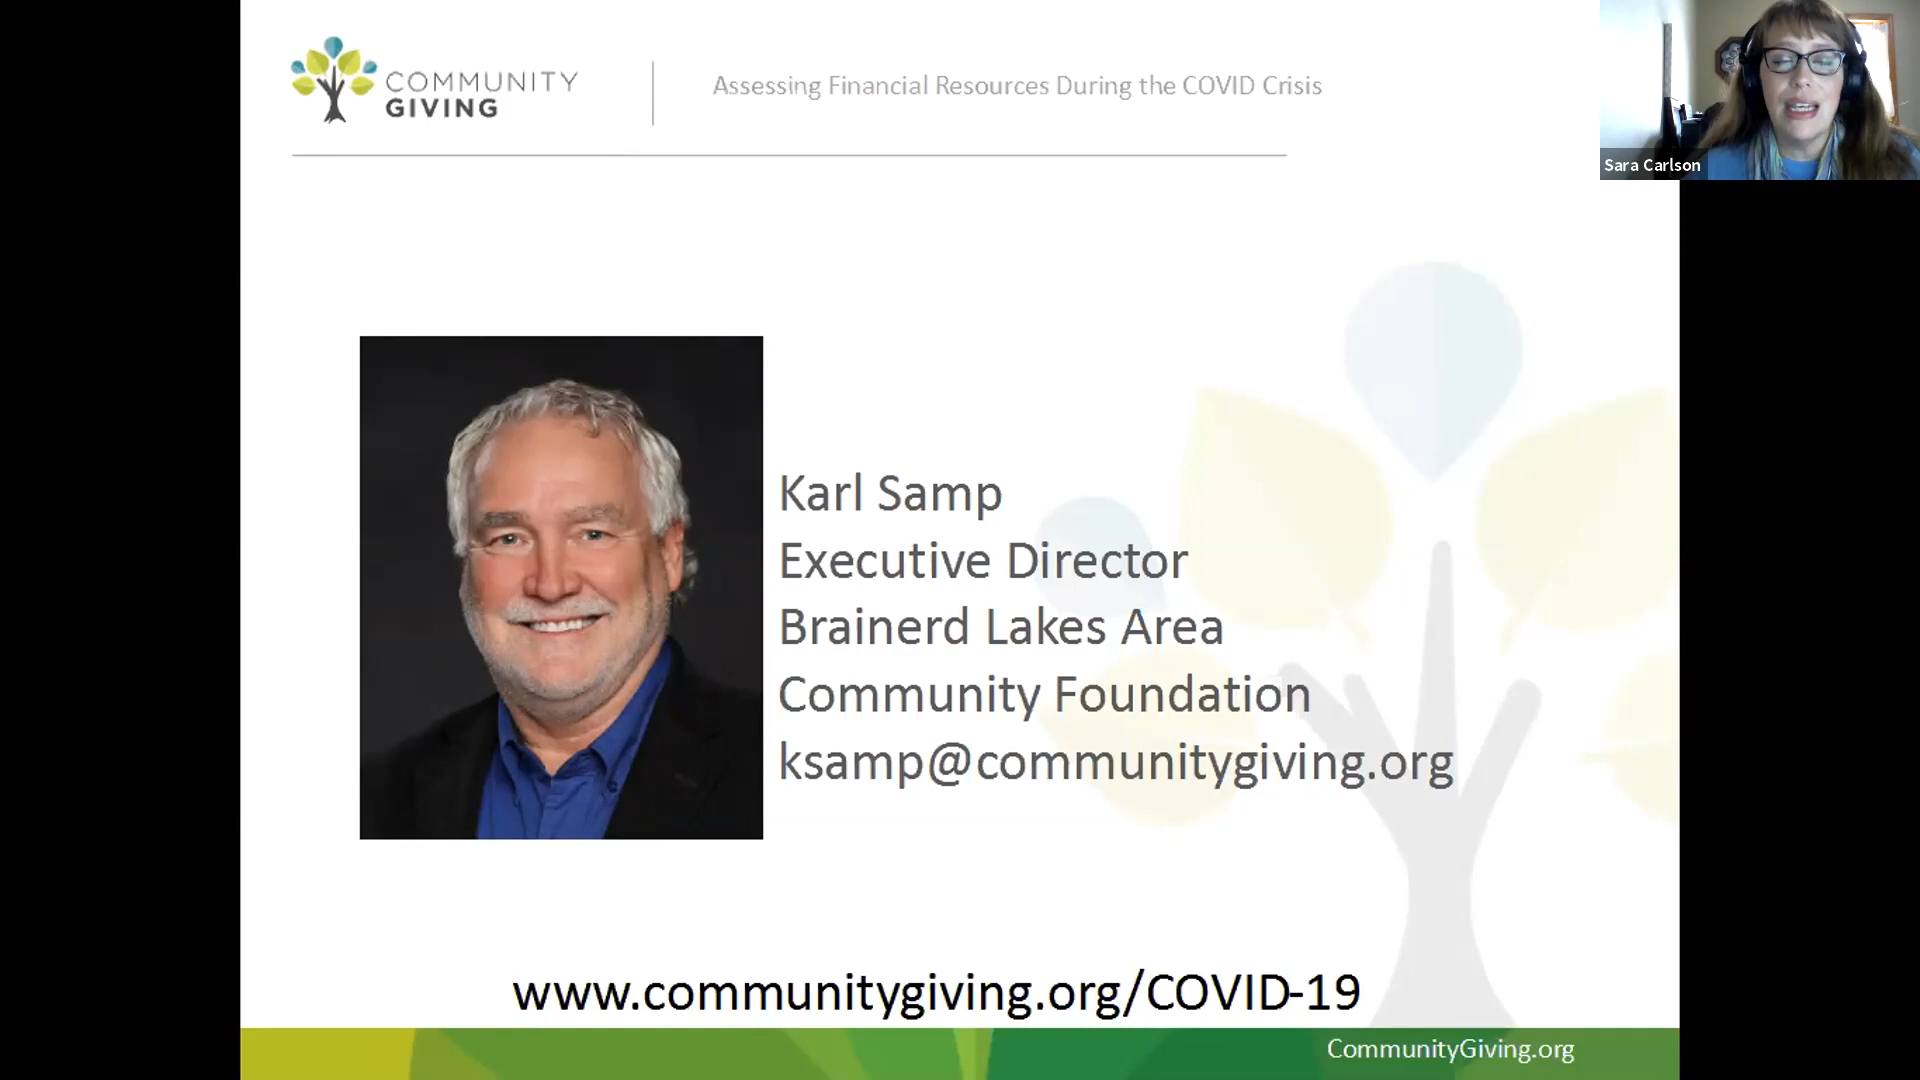 COMMUNITY
GIVING
Assessing Financial Resources During the COVID Crisis
Sara Carlson
Karl Samp
Executive Director
Brainerd Lakes Area
Community Foundation
ksamp@communitygiving.org
www.communitygiving.org/COVID-19
CommunityGiving.org